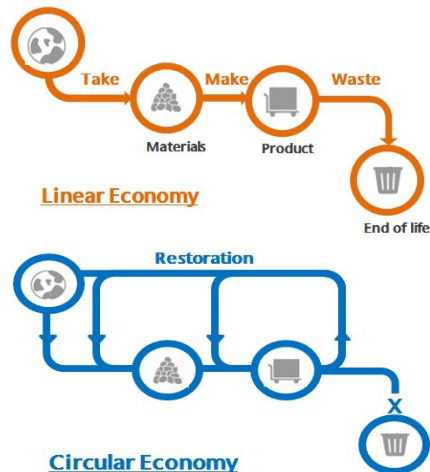 Take
Make
Waste
Materials
Product
Linear Economy
End of life
Restoration
X
Circular Economy